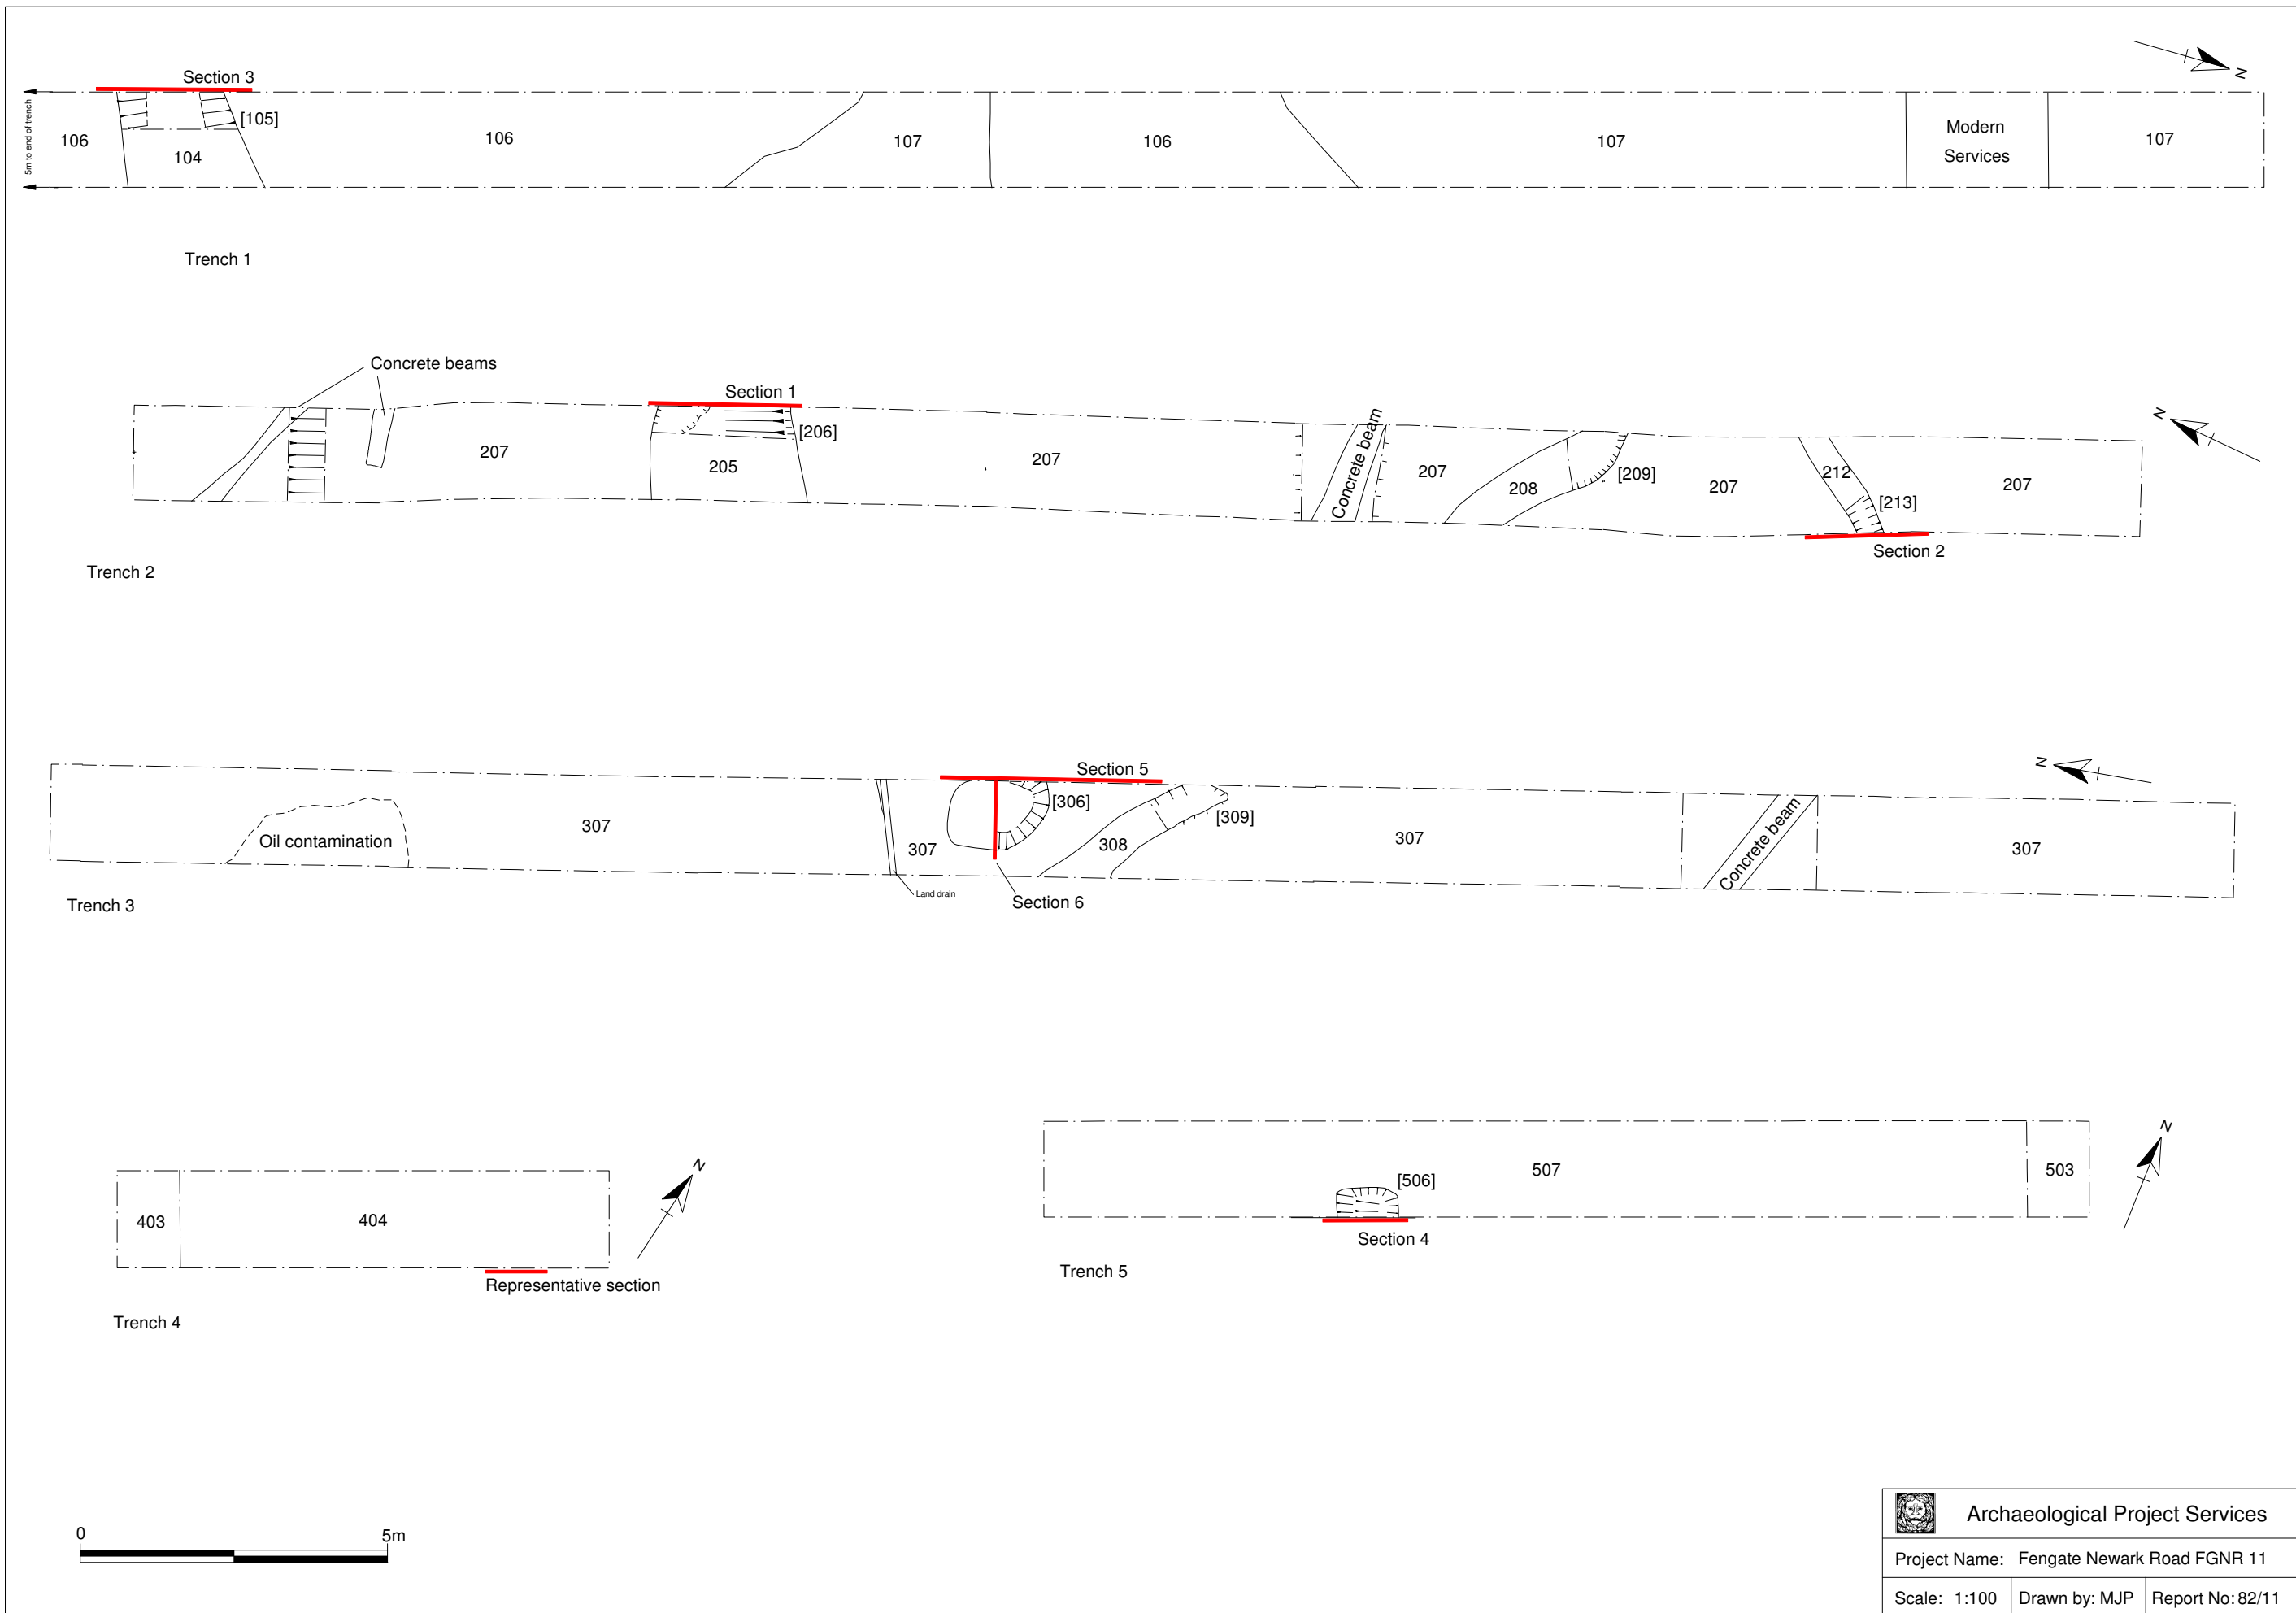 Section 3
N
5m to end of trench
106
[105]
104
106
107
106
107
Modern
Services
107
Trench 1
Concrete beams
Section 1
N
207
[206]
205
207
Concrete beam
207
208
[209]
207
212
[213]
207
Section 2
Trench 2
Section 5
N
Oil contamination
307
307
[306]
308
[309]
307
Concrete beam
307
Land drain
Section 6
Trench 3
403
404
N
Representative section
Trench 4
507
[506]
503
N
Section 4
Trench 5
0 5m
Archaeological Project Services
Project Name: Fengate Newark Road FGNR 11
Scale: 1:100 Drawn by: MJP Report No: 82/11